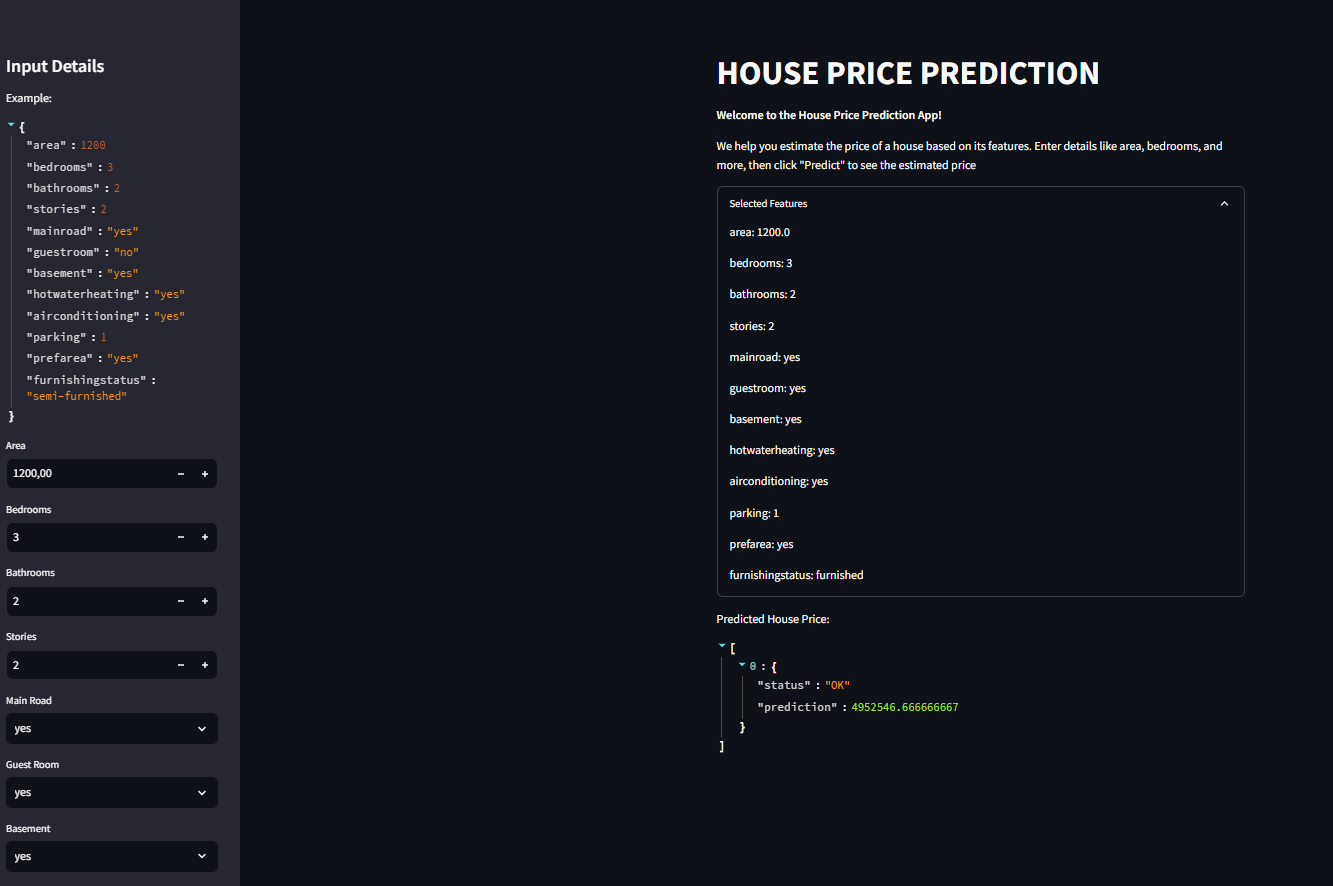 Input Details
Example:
{
"area" : 1200
"bedrooms" : 3
"bathrooms" : 2
"stories" : 2
"mainroad" : "yes"
"guestroom" : "no"
"basement" : "yes"
"hotwaterheating" : "yes"
"airconditioning" : "yes"
"parking" : 1
"prefarea" : "yes"
"furnishingstatus" :
"semi-furnished"
}
Area
1200,00
Bedrooms
3
Bathrooms
2
Stories
2
Main Road
yes
Guest Room
yes
Basement
yes
HOUSE PRICE PREDICTION
Welcome to the House Price Prediction App!
We help you estimate the price of a house based on its features. Enter details like area, bedrooms, and
more, then click "Predict" to see the estimated price
Selected Features
area: 1200.0
bedrooms: 3
bathrooms: 2
stories: 2
mainroad: yes
guestroom: yes
basement: yes
hotwaterheating: yes
airconditioning: yes
parking: 1
prefarea: yes
furnishingstatus: furnished
Predicted House Price:
[
0 : {
"status" : "OK"
"prediction" : 4952546.666666667
}
]